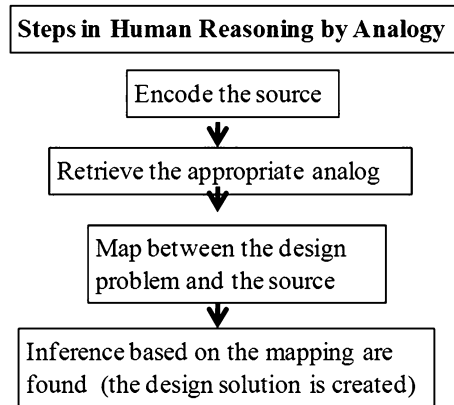 Steps in Human Reasoning by Analogy
Encode the source
Retrieve the appropriate analog
Map between the design
problem and the source
Inference based on the mapping are
found (the design solution is created)